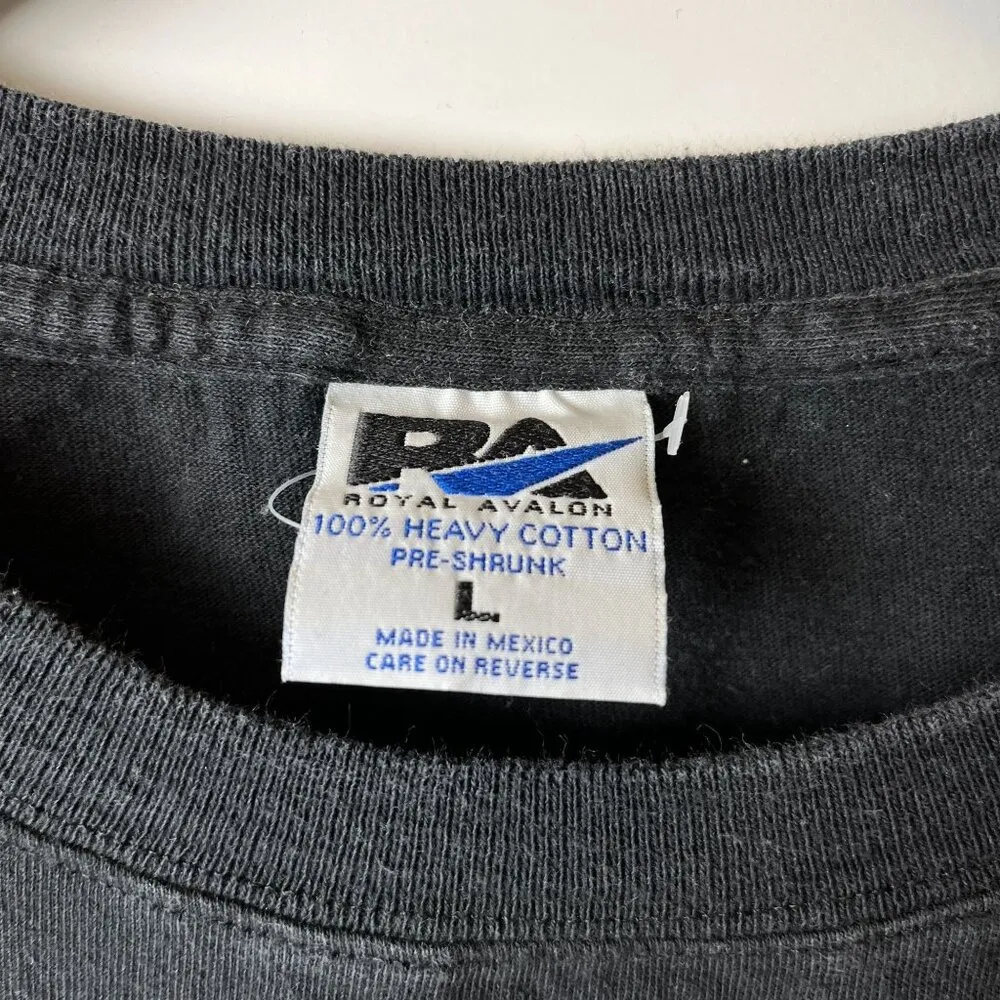 RA
ROYAL AVALON
100% HEAVY COTTON
PRE-SHRUNK
L
MADE IN MEXICO
CARE ON REVERSE